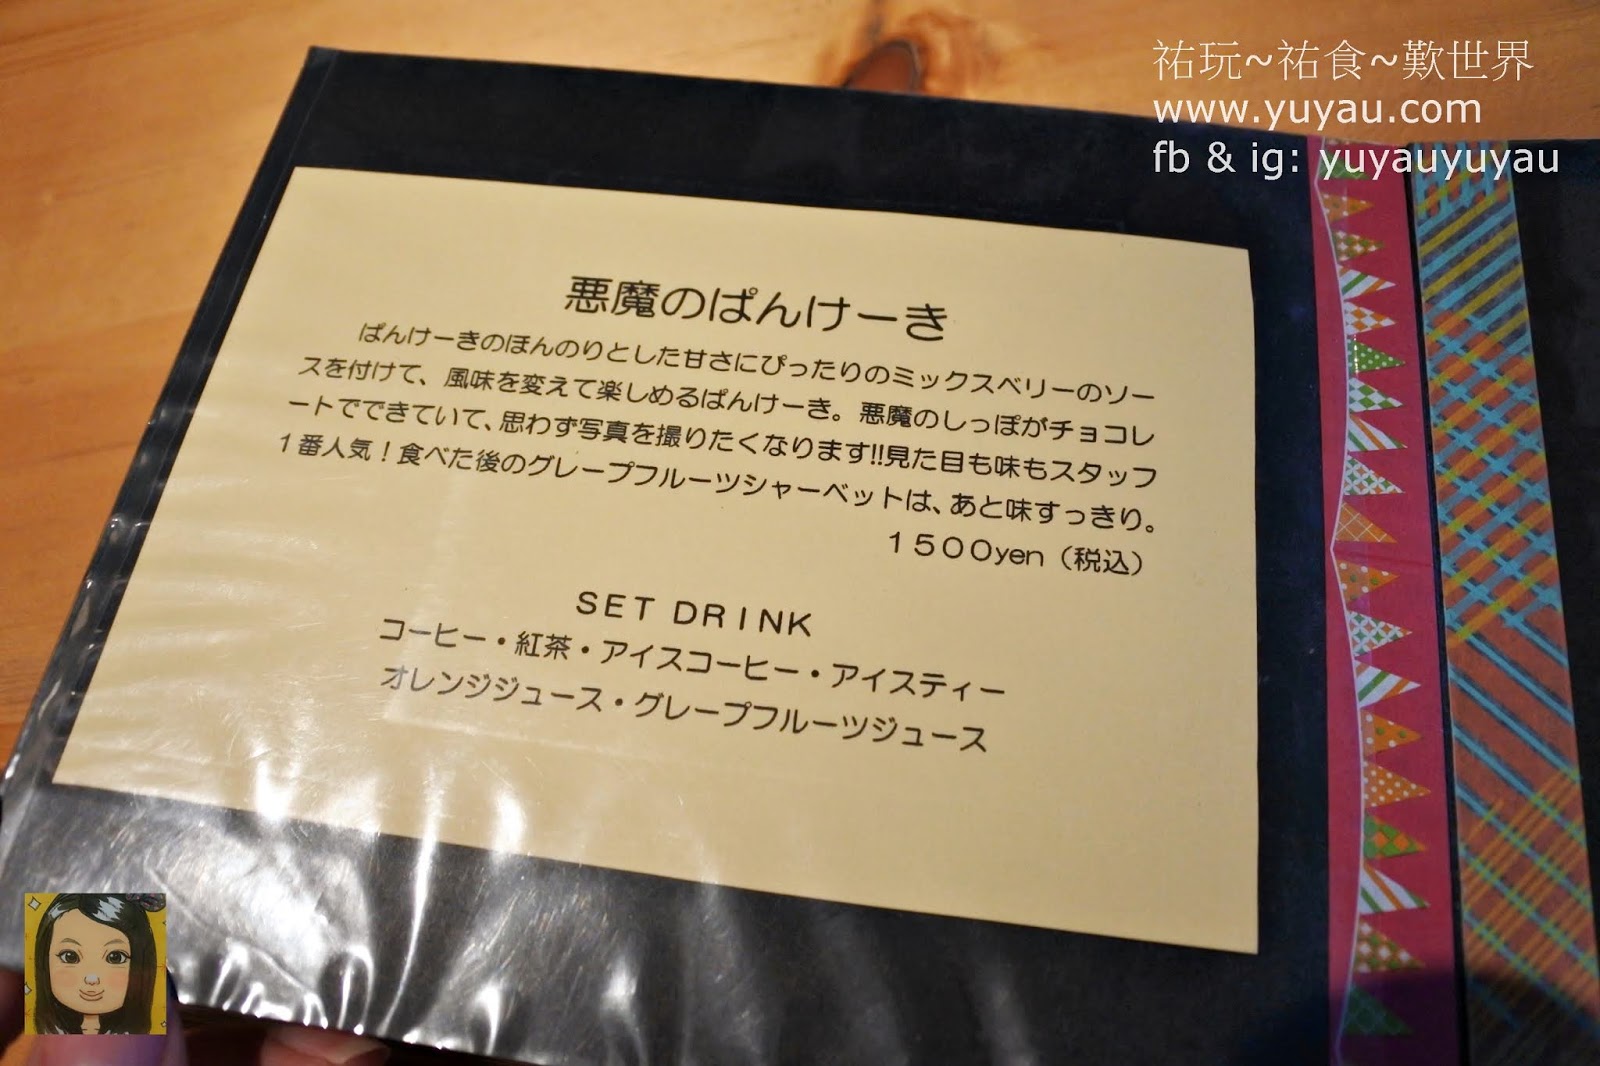 祐玩~祐食~歎世界
www.yuyau.com
fb & ig: yuyauyuyau
悪魔のぱんけーき
ぱんけーきのほんのりとした甘さにぴったりのミックスベリーのソー
スを付けて、風味を変えて楽しめるぱんけーき。悪魔のしっぽがチョコレ
ートでできていて、思わず写真を撮りたくなります!!見た目も味もスタッフ
1番人気！食べた後のグレープフルーツシャーベットは、あと味すっきり。
1500yen（税込）
SET DRINK
コーヒー・紅茶・アイスコーヒー・アイスティー
オレンジジュース・グレープフルーツジュース